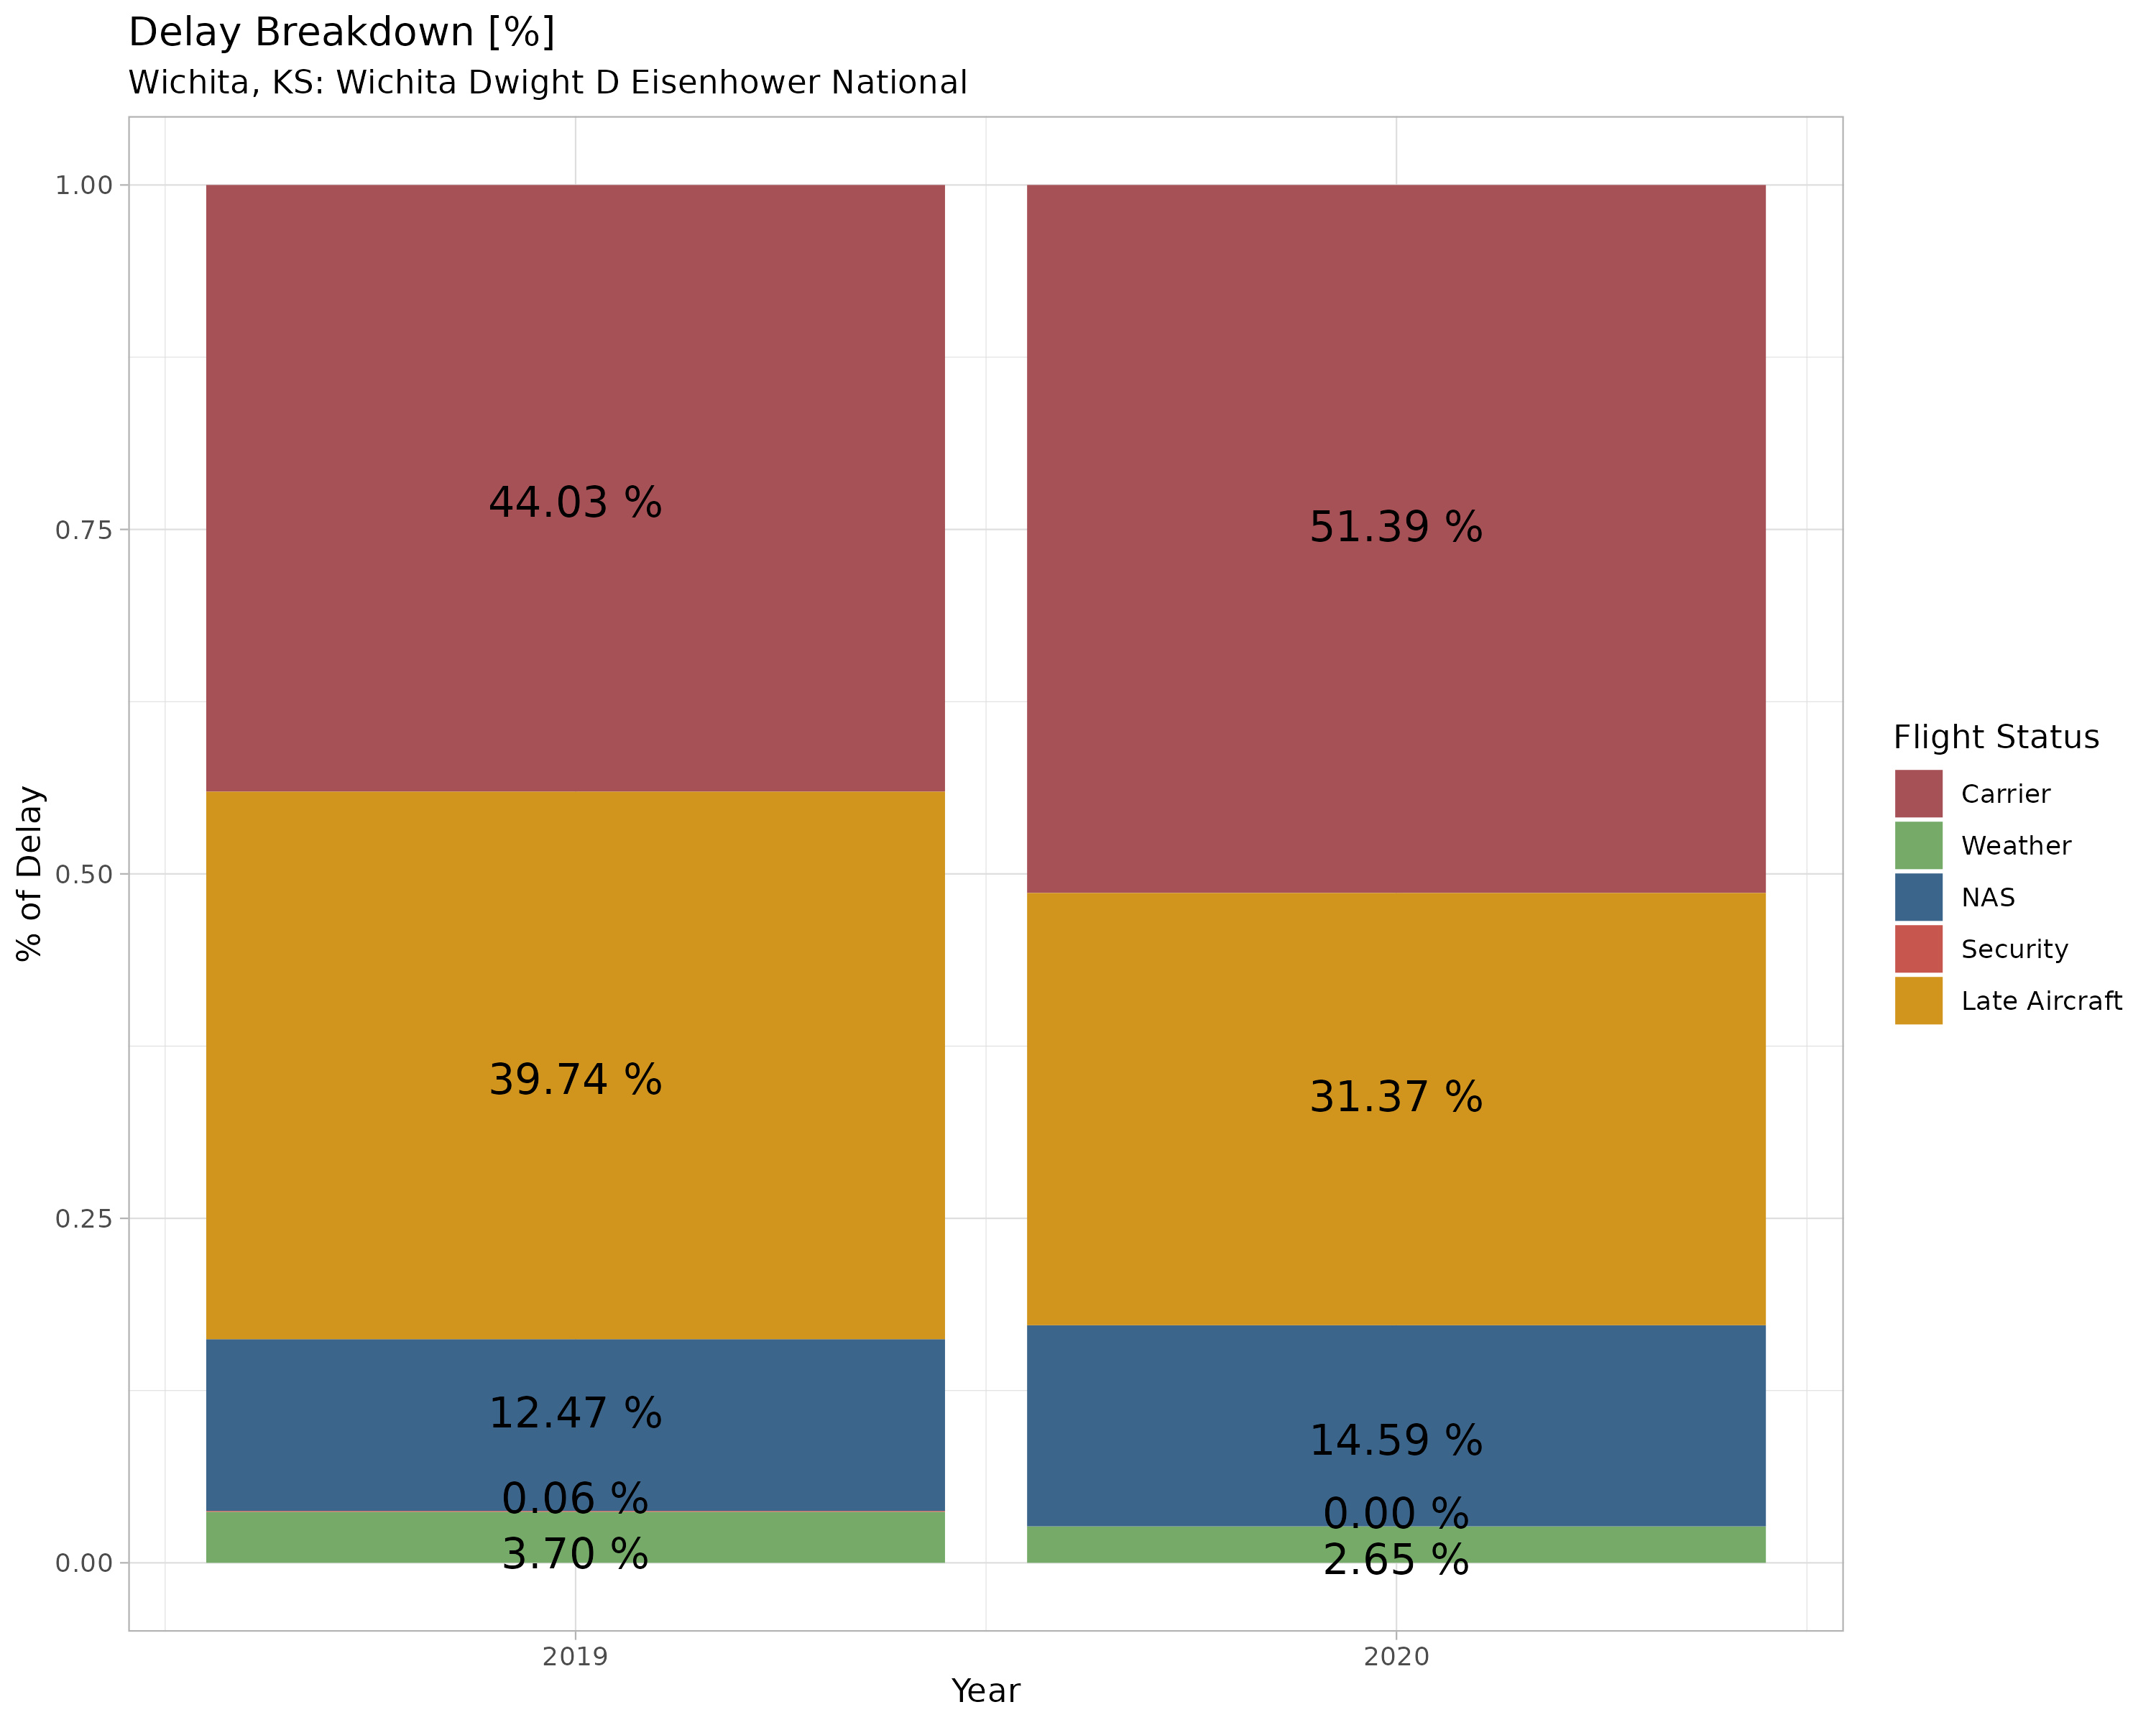 Delay Breakdown [%]
Wichita, KS: Wichita Dwight D Eisenhower National
% of Delay
1.00
0.75
0.50
0.25
0.00
44.03 %
39.74 %
12.47 %
0.06 %
3.70 %
51.39 %
31.37 %
14.59 %
0.00 %
2.65 %
2019
2020
Year
Flight Status
Carrier
Weather
NAS
Security
Late Aircraft